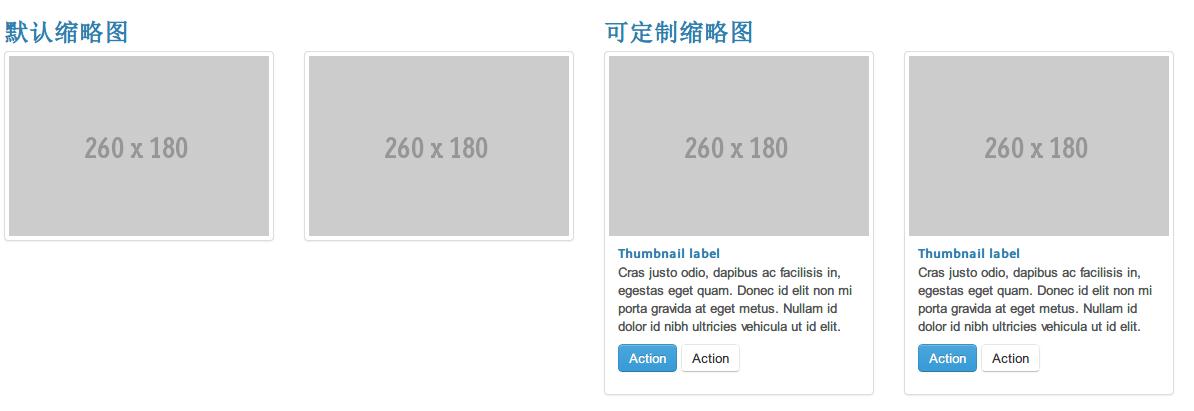 默认缩略图
260 x 180
260 x 180
可定制缩略图
260 x 180
Thumbnail label
Cras justo odio, dapibus ac facilisis in,
egestas eget quam. Donec id elit non mi
porta gravida at eget metus. Nullam id
dolor id nibh ultricies vehicula ut id elit.
Action
Action
260 x 180
Thumbnail label
Cras justo odio, dapibus ac facilisis in,
egestas eget quam. Donec id elit non mi
porta gravida at eget metus. Nullam id
dolor id nibh ultricies vehicula ut id elit.
Action
Action